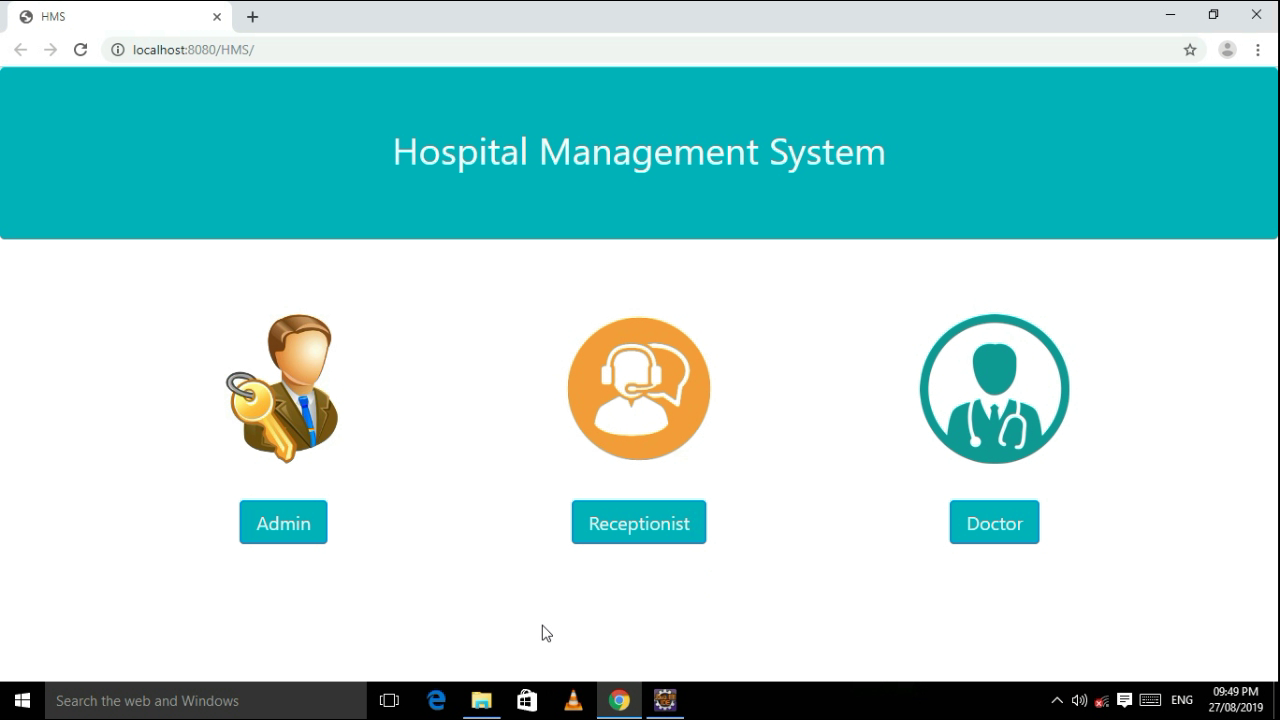 HMS
localhost:8080/HMS/
Hospital Management System
Admin
Receptionist
Doctor
Search the web and Windows
ENG
09:49 PM
27/08/2019